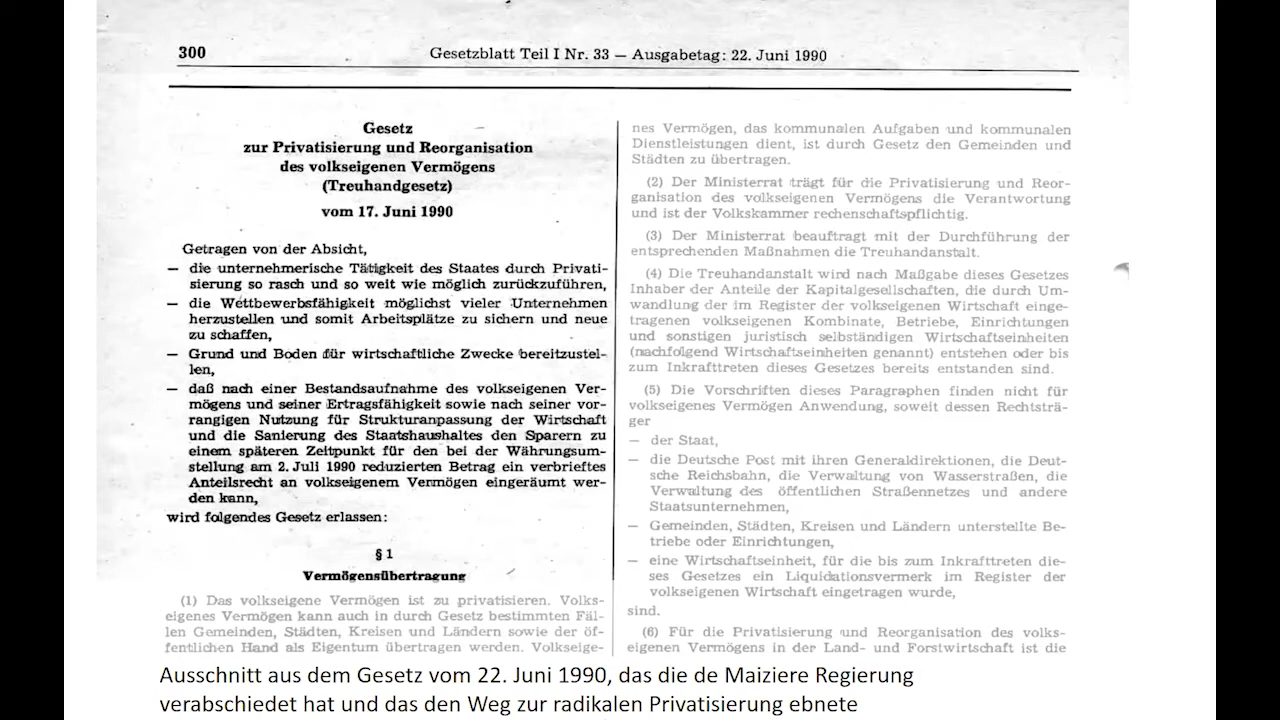 300
Gesetzblatt Teil I Nr. 33 — Ausgabetag: 22. Juni 1990
Gesetz
zur Privatisierung und Reorganisation
des volkseigenen Vermögens
(Treuhandgesetz)
vom 17. Juni 1990
Getragen von der Absicht,
— die unternehmerische Tätigkeit des Staates durch Privati-
sierung so rasch und so weit wie möglich zurückzuführen,
— die Wettbewerbsfähigkeit möglichst vieler Unternehmen
herzustellen und somit Arbeitsplätze zu sichern und neue
zu schaffen,
— Grund und Boden für wirtschaftliche Zwecke bereitzustel-
len,
— daß nach einer Bestandsaufnahme des volkseigenen Ver-
mögens und seiner Ertragsfähigkeit sowie nach seiner vor-
rangigen Nutzung für Strukturanpassung der Wirtschaft
und die Sanierung des Staatshaushaltes den Sparern zu
einem späteren Zeitpunkt für den bei der Währungsum-
stellung am 2. Juli 1990 reduzierten Betrag ein verbrieftes
Anteilsrecht an volkseigenem Vermögen eingeräumt wer-
den kann,
wird folgendes Gesetz erlassen:
§ 1
Vermögensübertragung
(1) Das volkseigene Vermögen ist zu privatisieren. Volks-
eigenes Vermögen kann auch in durch Gesetz bestimmten Fäl-
len Gemeinden, Städten, Kreisen und Ländern sowie der öf-
fentlichen Hand als Eigentum übertragen werden. Volkseige-
nes Vermögen, das kommunalen Aufgaben und kommunalen
Dienstleistungen dient, ist durch Gesetz den Gemeinden und
Städten zu übertragen.
(2) Der Ministerrat trägt für die Privatisierung und Reor-
ganisation des volkseigenen Vermögens die Verantwortung
und ist der Volkskammer rechenschaftspflichtig.
(3) Der Ministerrat beauftragt mit der Durchführung der
entsprechenden Maßnahmen die Treuhandanstalt.
(4) Die Treuhandanstalt wird nach Maßgabe dieses Gesetzes
Inhaber der Anteile der Kapitalgesellschaften, die durch Um-
wandlung der im Register der volkseigenen Wirtschaft einge-
tragenen volkseigenen Kombinate, Betriebe, Einrichtungen
und sonstigen juristisch selbständigen Wirtschaftseinheiten
(nachfolgend Wirtschaftseinheiten genannt) entstehen oder bis
zum Inkrafttreten dieses Gesetzes bereits entstanden sind.
(5) Die Vorschriften dieses Paragraphen finden nicht für
volkseigenes Vermögen Anwendung, soweit dessen Rechtsträ-
ger
— der Staat,
— die Deutsche Post mit ihren Generaldirektionen, die Deut-
sche Reichsbahn, die Verwaltung von Wasserstraßen, die
Verwaltung des öffentlichen Straßennetzes und andere
Staatsunternehmen,
— Gemeinden, Städten, Kreisen und Ländern unterstellte Be-
triebe oder Einrichtungen,
— eine Wirtschaftseinheit, für die bis zum Inkrafttreten die-
ses Gesetzes ein Liquidationsvermerk im Register der
volkseigenen Wirtschaft eingetragen wurde,
sind.
(6) Für die Privatisierung und Reorganisation des volks-
eigenen Vermögens in der Land- und Forstwirtschaft ist die
Ausschnitt aus dem Gesetz vom 22. Juni 1990, das die de Maiziere Regierung
verabschiedet hat und das den Weg zur radikalen Privatisierung ebnete